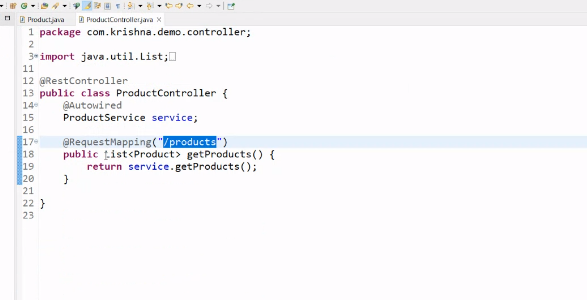 Product.java ProductController.java
1 package com.krishna.demo.controller;
2
3 import java.util.List;
11
12 @RestController
13 public class ProductController {
14 @Autowired
15 ProductService service;
16
17 @RequestMapping("/products")
18 public List<Product> getProducts() {
19 return service.getProducts();
20 }
21
22 }
23